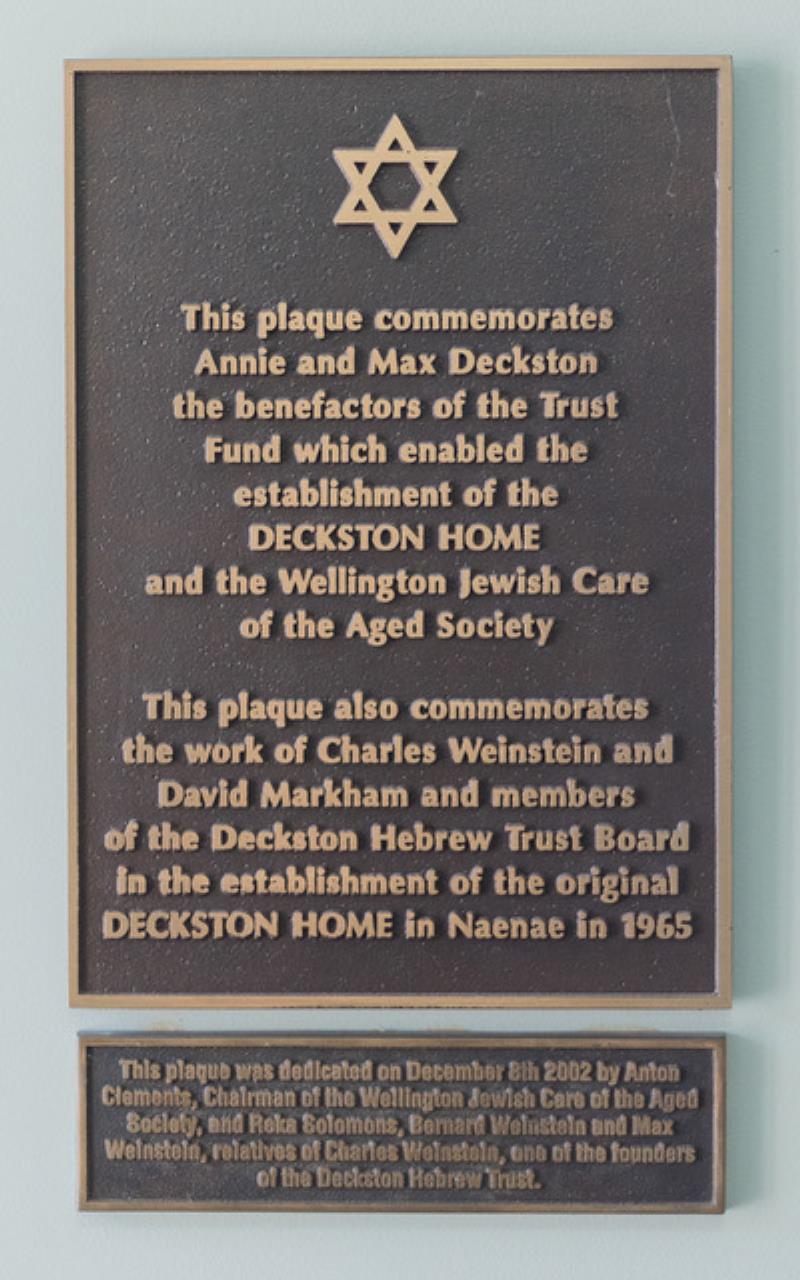 This plaque commemorates
Annie and Max Deckston
the benefactors of the Trust
Fund which enabled the
establishment of the
DECKSTON HOME
and the Wellington Jewish Care
of the Aged Society
This plaque also commemorates
the work of Charles Weinstein and
David Markham and members
of the Deckston Hebrew Trust Board
in the establishment of the original
DECKSTON HOME in Naenae in 1965
This plaque was dedicated on December 8th 2002 by Anton
Clements, Chairman of the Wellington Jewish Care of the Aged
Society, and Reka Solomons, Bernard Weinstein and Max
Weinstein, relatives of Charles Weinstein, one of the founders
of the Deckston Hebrew Trust.